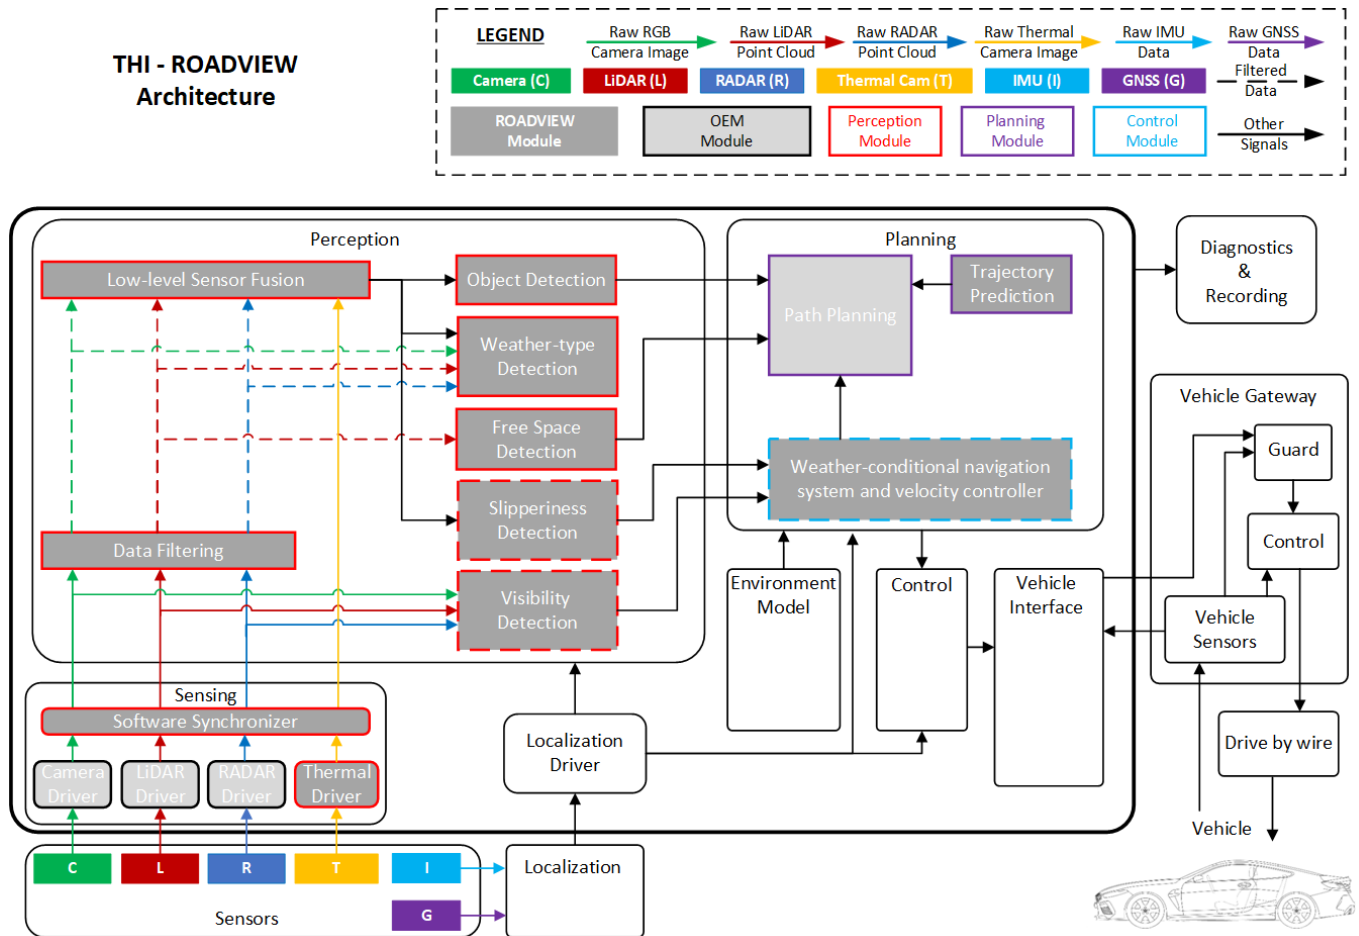 THI - ROADVIEW
Architecture
LEGEND
Raw RGB
Camera Image
Raw LiDAR
Point Cloud
Raw RADAR
Point Cloud
Raw Thermal
Camera Image
Raw IMU
Data
Raw GNSS
Data
Camera (C)
LiDAR (L)
RADAR (R)
Thermal Cam (T)
IMU (I)
GNSS (G)
Filtered
Data
ROADVIEW
Module
OEM
Module
Perception
Module
Planning
Module
Control
Module
Other
Signals
Perception
Low-level Sensor Fusion
Object Detection
Weather-type
Detection
Free Space
Detection
Slipperiness
Detection
Data Filtering
Visibility
Detection
Planning
Path Planning
Trajectory
Prediction
Weather-conditional navigation
system and velocity controller
Diagnostics
&
Recording
Vehicle Gateway
Guard
Control
Vehicle
Sensors
Environment
Model
Control
Vehicle
Interface
Sensing
Software Synchronizer
Camera
Driver
LiDAR
Driver
RADAR
Driver
Thermal
Driver
Localization
Driver
Drive by wire
Vehicle
C
L
R
T
I
G
Sensors
Localization